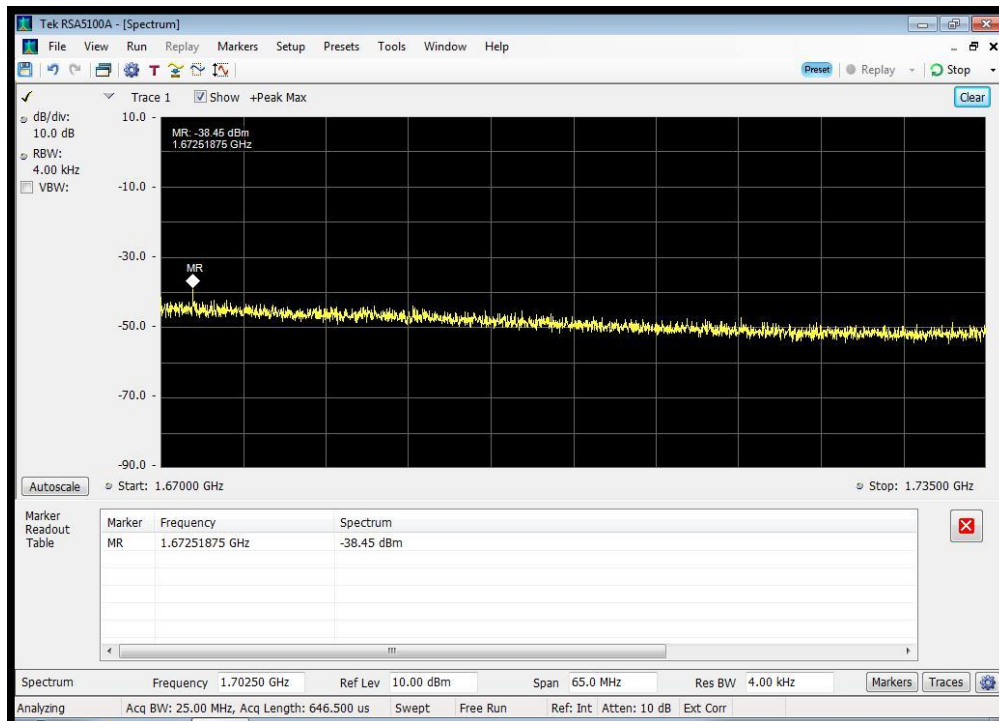 Tek RSA5100A - [Spectrum]
File View Run Replay Markers Setup Presets Tools Window Help
T Preset Replay Stop
Trace 1 Show +Peak Max Clear
dB/div:
10.0 dB
RBW:
4.00 kHz
VBW:
10.0
MR: -38.45 dBm
1.67251875 GHz
-10.0
-30.0
MR
-50.0
-70.0
-90.0
Autoscale Start: 1.67000 GHz Stop: 1.73500 GHz
Marker
Readout
Table
Marker Frequency Spectrum
MR 1.67251875 GHz -38.45 dBm
Spectrum Frequency 1.70250 GHz Ref Lev 10.00 dBm Span 65.0 MHz Res BW 4.00 kHz Markers Traces
Analyzing Acq BW: 25.00 MHz, Acq Length: 646.500 us Swept Free Run Ref: Int Atten: 10 dB Ext Corr